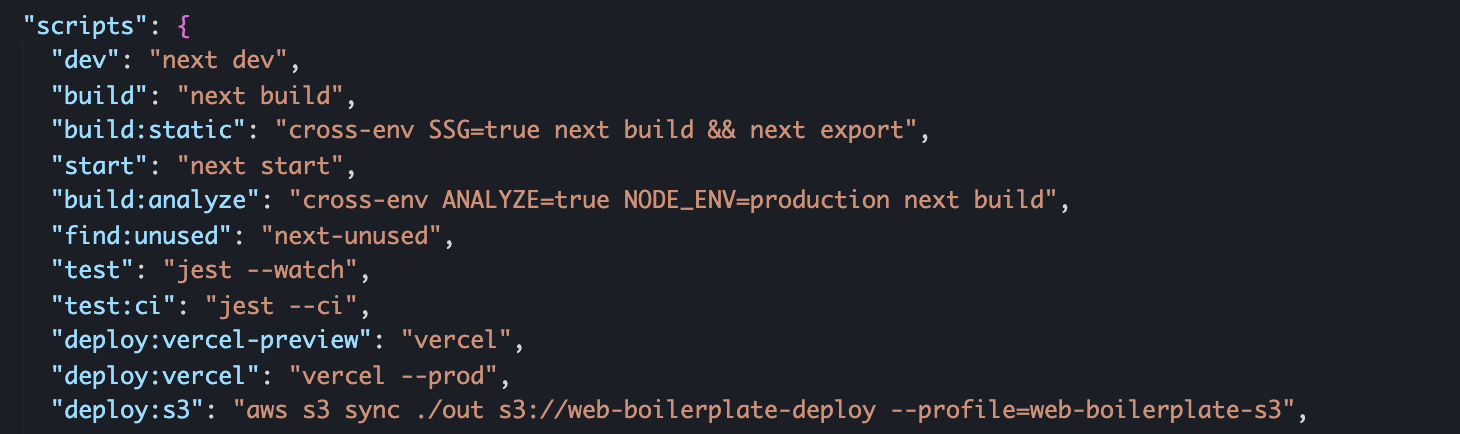 "scripts": {
"dev": "next dev",
"build": "next build",
"build:static": "cross-env SSG=true next build && next export",
"start": "next start",
"build:analyze": "cross-env ANALYZE=true NODE_ENV=production next build",
"find:unused": "next-unused",
"test": "jest --watch",
"test:ci": "jest --ci",
"deploy:vercel-preview": "vercel",
"deploy:vercel": "vercel --prod",
"deploy:s3": "aws s3 sync ./out s3://web-boilerplate-deploy --profile=web-boilerplate-s3",